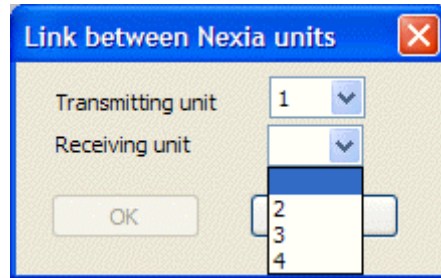 Link between Nexia units
Transmitting unit 1
Receiving unit
OK
2
3
4